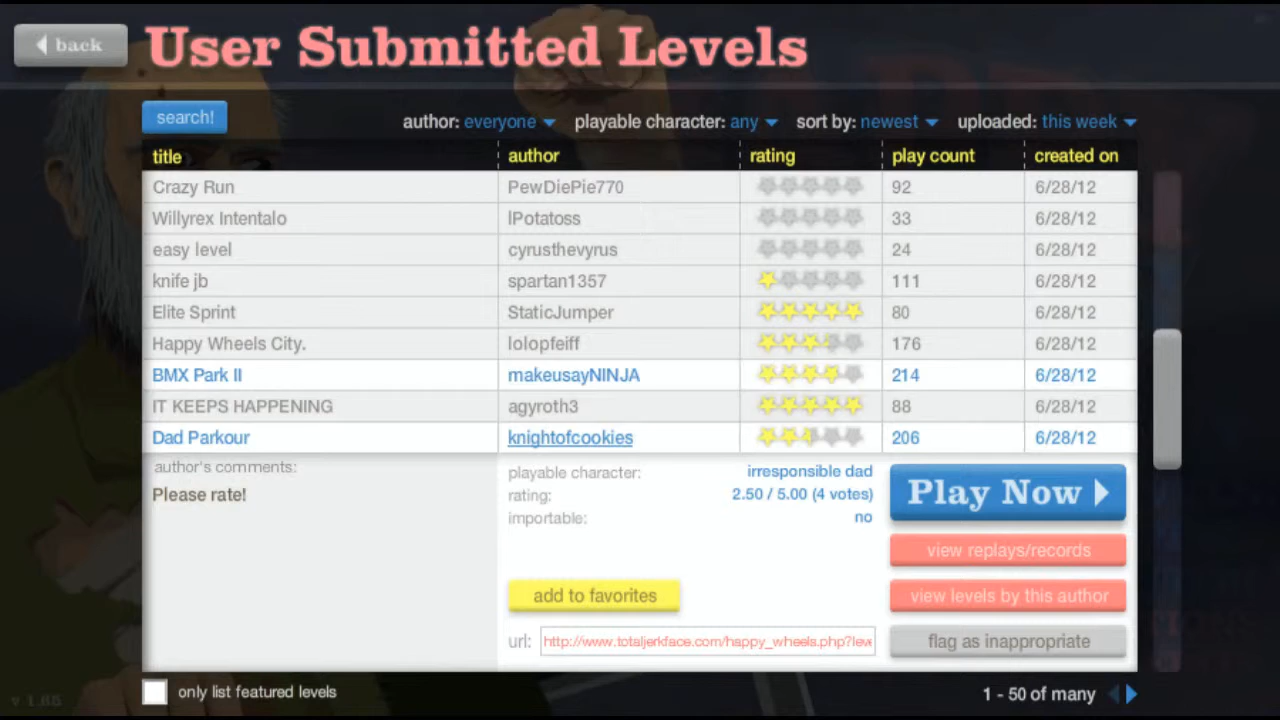 back
User Submitted Levels
search!
author: everyone playable character: any sort by: newest uploaded: this week
title author rating play count created on
Crazy Run PewDiePie770 92 6/28/12
Willyrex Intentalo IPotatoss 33 6/28/12
easy level cyrusthevyrus 24 6/28/12
knife jb spartan1357 111 6/28/12
Elite Sprint StaticJumper 80 6/28/12
Happy Wheels City. lolopfeiff 176 6/28/12
BMX Park II makeusayNINJA 214 6/28/12
IT KEEPS HAPPENING agyroth3 88 6/28/12
Dad Parkour knightofcookies 206 6/28/12
author's comments:
Please rate!
playable character: irresponsible dad
rating: 2.50 / 5.00 (4 votes)
importable: no
Play Now
view replays/records
add to favorites
view levels by this author
url: http://www.totaljerkface.com/happy_wheels.php?leve
flag as inappropriate
only list featured levels
1 - 50 of many
v 1.65